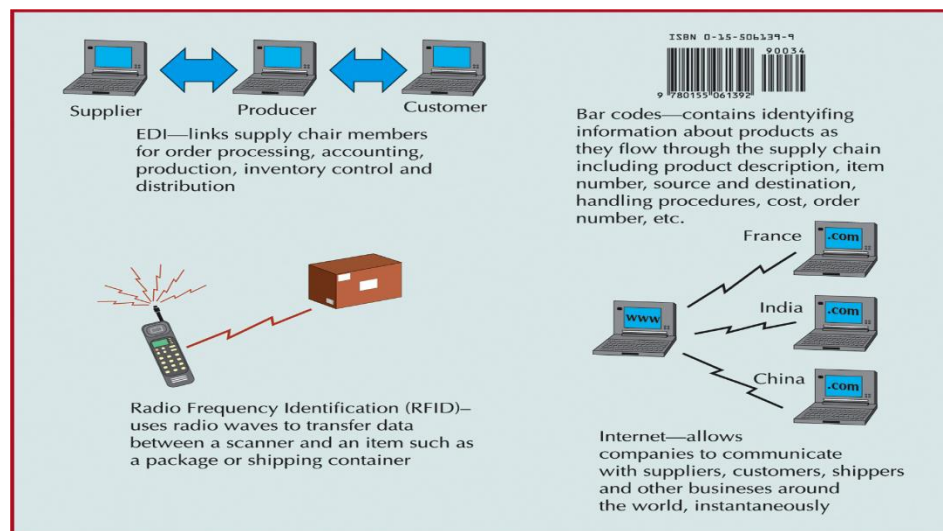 Supplier
Producer
Customer
EDI—links supply chair members
for order processing, accounting,
production, inventory control and
distribution
ISBN 0-15-506139-9
90034
9 780155 061392
Bar codes—contains identyifing
information about products as
they flow through the supply chain
including product description, item
number, source and destination,
handling procedures, cost, order
number, etc.
Radio Frequency Identification (RFID)–
uses radio waves to transfer data
between a scanner and an item such as
a package or shipping container
France
.com
India
www
.com
China
.com
Internet—allows
companies to communicate
with suppliers, customers, shippers
and other busineses around
the world, instantaneously